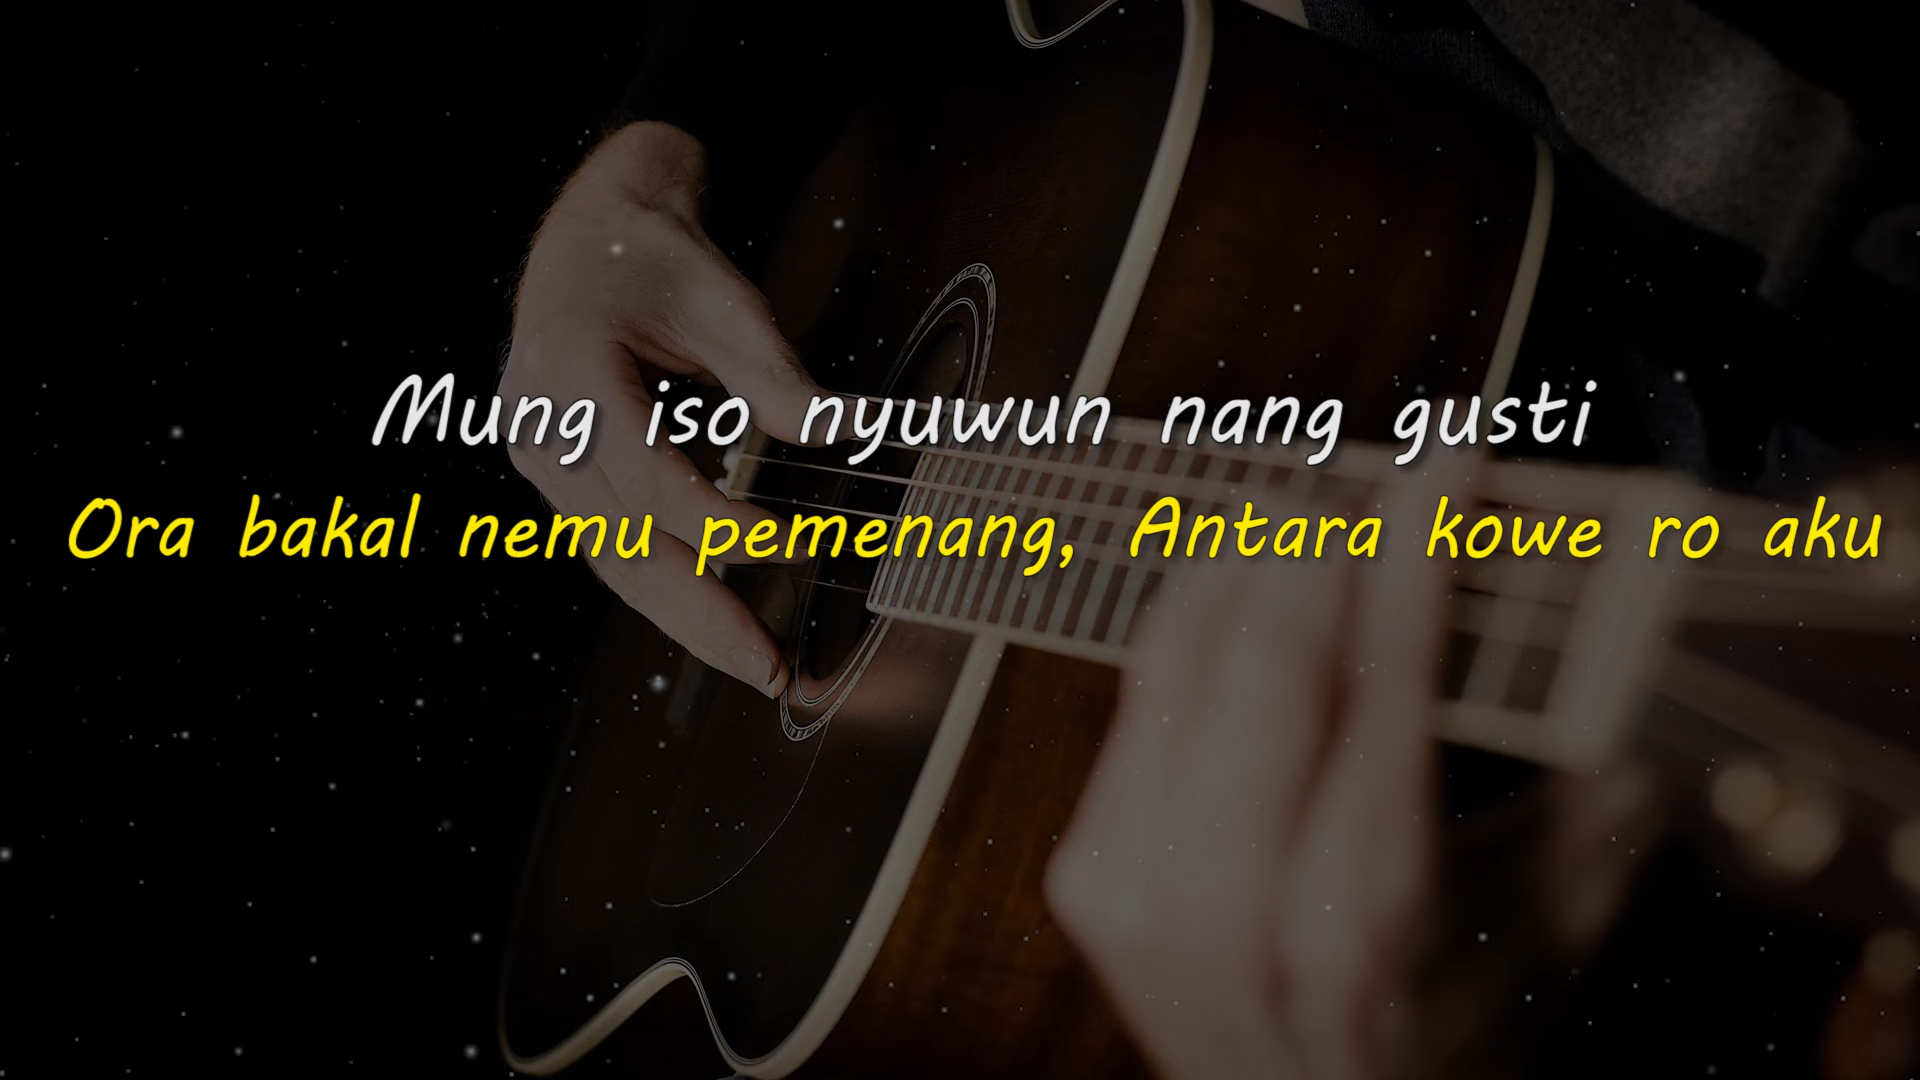 Mung iso nyuwun nang gusti
Ora bakal nemu pemenang, Antara kowe ro aku